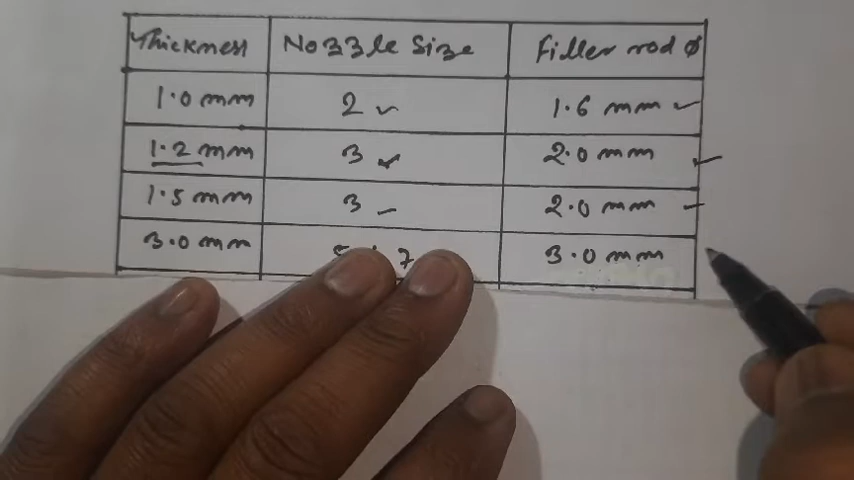 Thickness Nozzle Size Filler rod ø
1.0 mm 2 1.6 mm
1.2 mm 3 2.0 mm
1.5 mm 3 2.0 mm
3.0 mm 7 3.0 mm